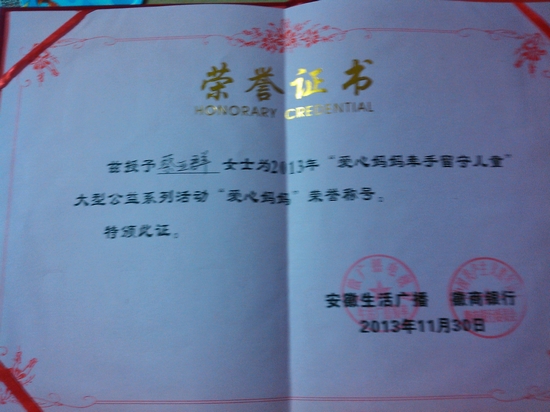 荣誉证书
HONORARY CREDENTIAL
兹授予 女士为2013年“爱心妈妈牵手留守儿童”
大型公益系列活动“爱心妈妈”荣誉称号。
特颁此证。
安徽生活广播 徽商银行
2013年11月30日